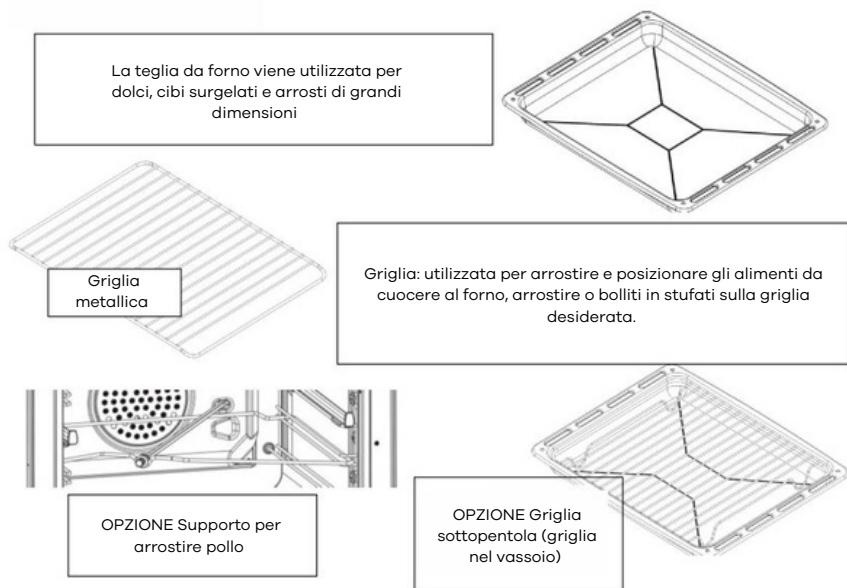 La teglia da forno viene utilizzata per
dolci, cibi surgelati e arrosti di grandi
dimensioni
Griglia
metallica
Griglia: utilizzata per arrostire e posizionare gli alimenti da
cuocere al forno, arrostire o bolliti in stufati sulla griglia
desiderata.
OPZIONE Supporto per
arrostire pollo
OPZIONE Griglia
sottopentola (griglia
nel vassoio)